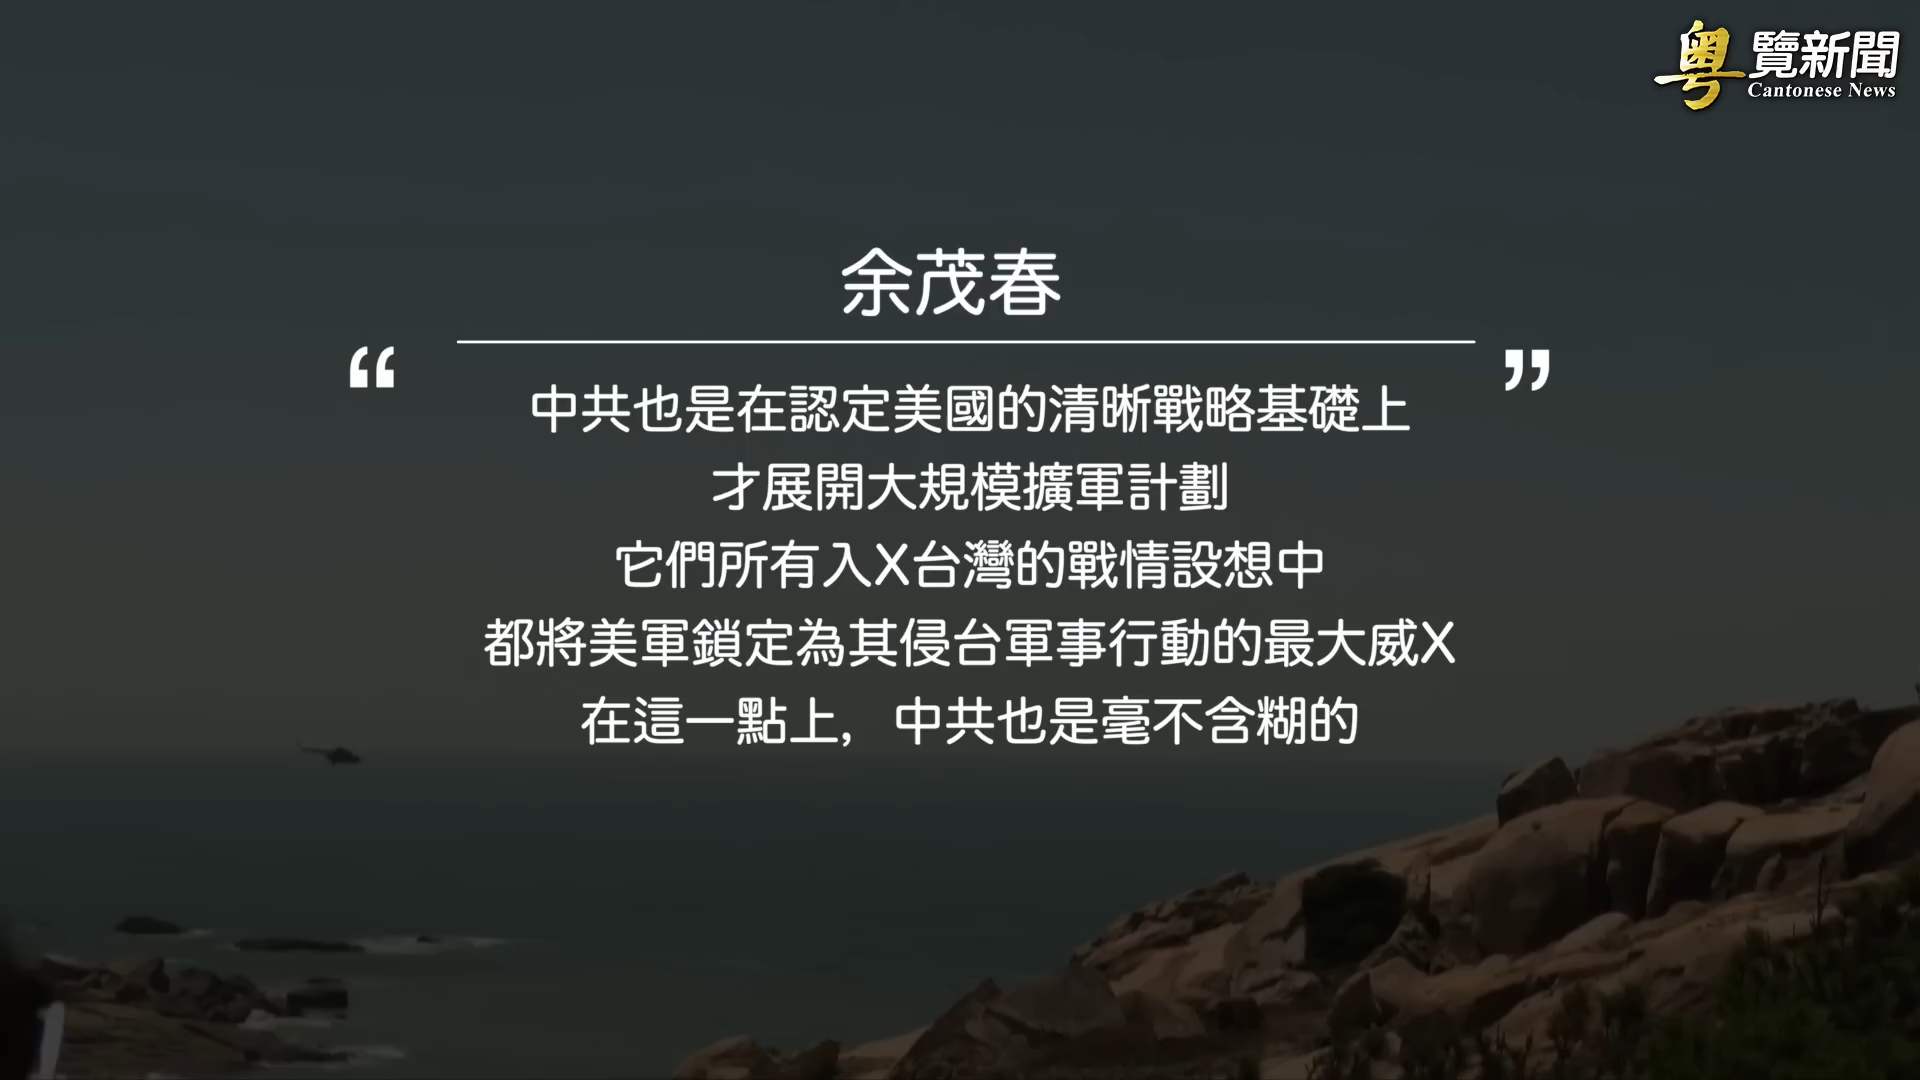 粵覽新聞
Cantonese News
余茂春
“ ”
中共也是在認定美國的清晰戰略基礎上
才展開大規模擴軍計劃
它們所有入X台灣的戰情設想中
都將美軍鎖定為其侵台軍事行動的最大威X
在這一點上，中共也是毫不含糊的